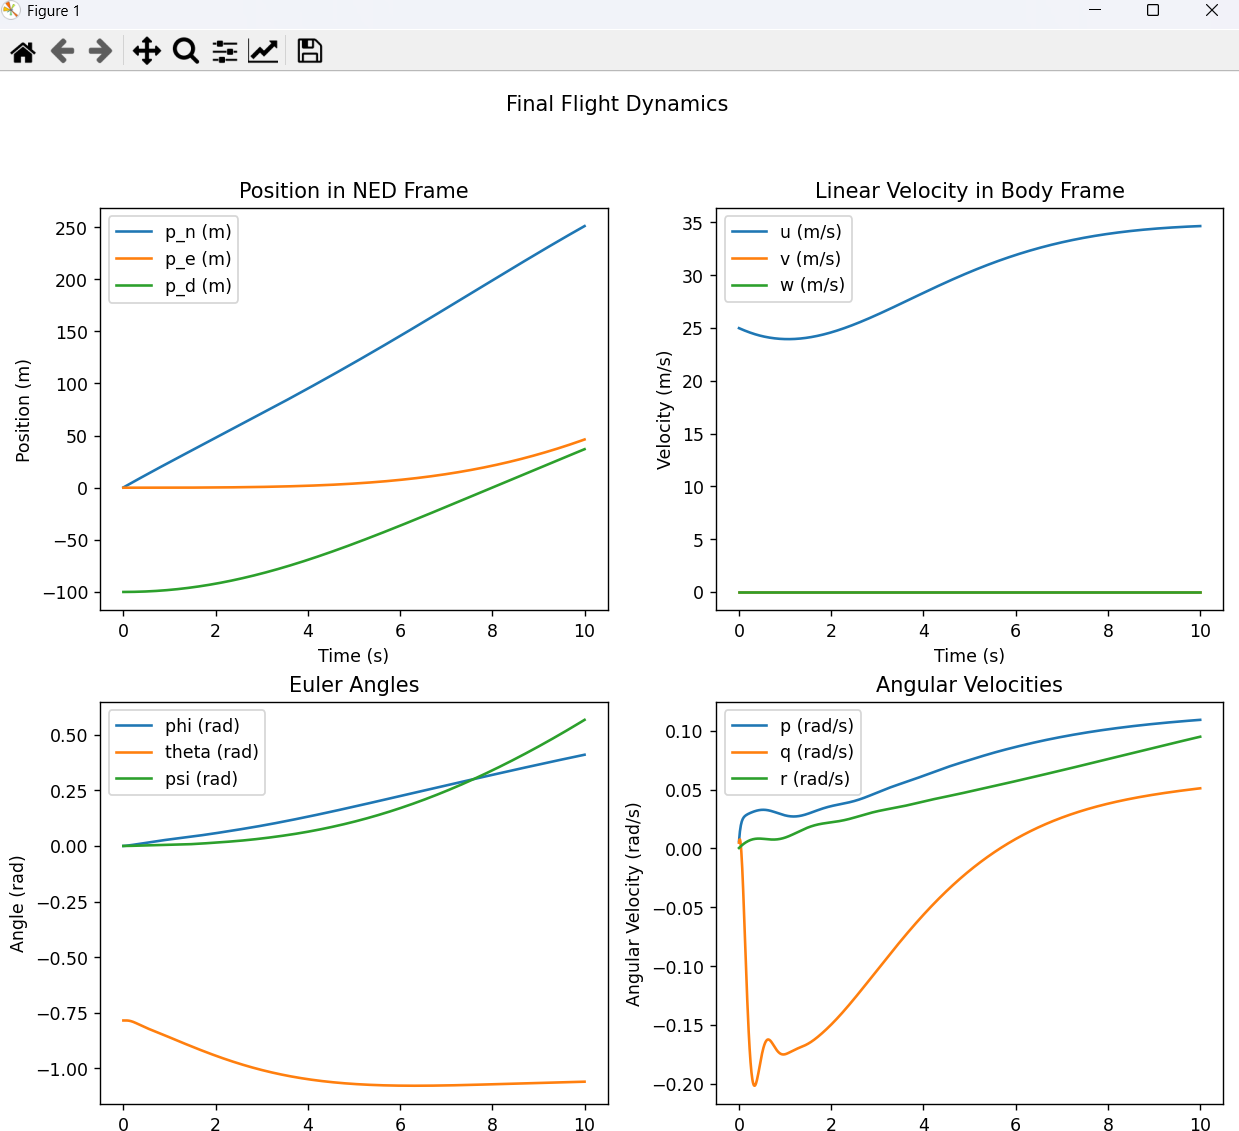 Figure 1
Final Flight Dynamics
Position in NED Frame
p_n (m)
p_e (m)
p_d (m)
250
200
150
100
50
0
−50
−100
Position (m)
0 2 4 6 8 10
Time (s)
Linear Velocity in Body Frame
u (m/s)
v (m/s)
w (m/s)
35
30
25
20
15
10
5
0
Velocity (m/s)
0 2 4 6 8 10
Time (s)
Euler Angles
phi (rad)
theta (rad)
psi (rad)
0.50
0.25
0.00
−0.25
−0.50
−0.75
−1.00
Angle (rad)
0 2 4 6 8 10
Angular Velocities
p (rad/s)
q (rad/s)
r (rad/s)
0.10
0.05
0.00
−0.05
−0.10
−0.15
−0.20
Angular Velocity (rad/s)
0 2 4 6 8 10